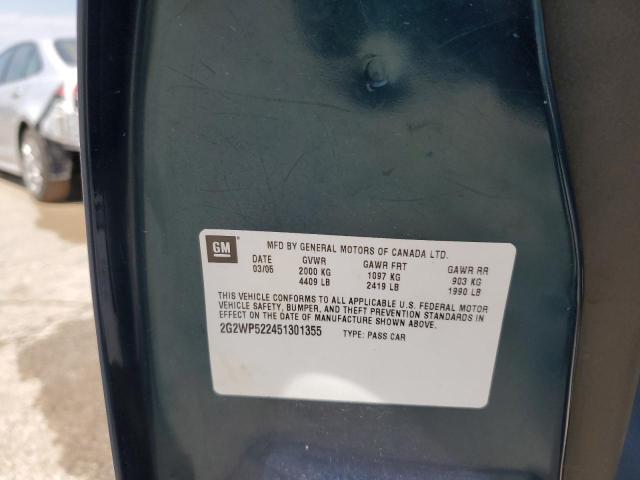 GM MFD BY GENERAL MOTORS OF CANADA LTD.
DATE GVWR GAWR FRT GAWR RR
03/05 2000 KG 1097 KG 903 KG
4409 LB 2419 LB 1990 LB
THIS VEHICLE CONFORMS TO ALL APPLICABLE U.S. FEDERAL MOTOR
VEHICLE SAFETY, BUMPER, AND THEFT PREVENTION STANDARDS IN
EFFECT ON THE DATE OF MANUFACTURE SHOWN ABOVE.
2G2WP522451301355 TYPE: PASS CAR